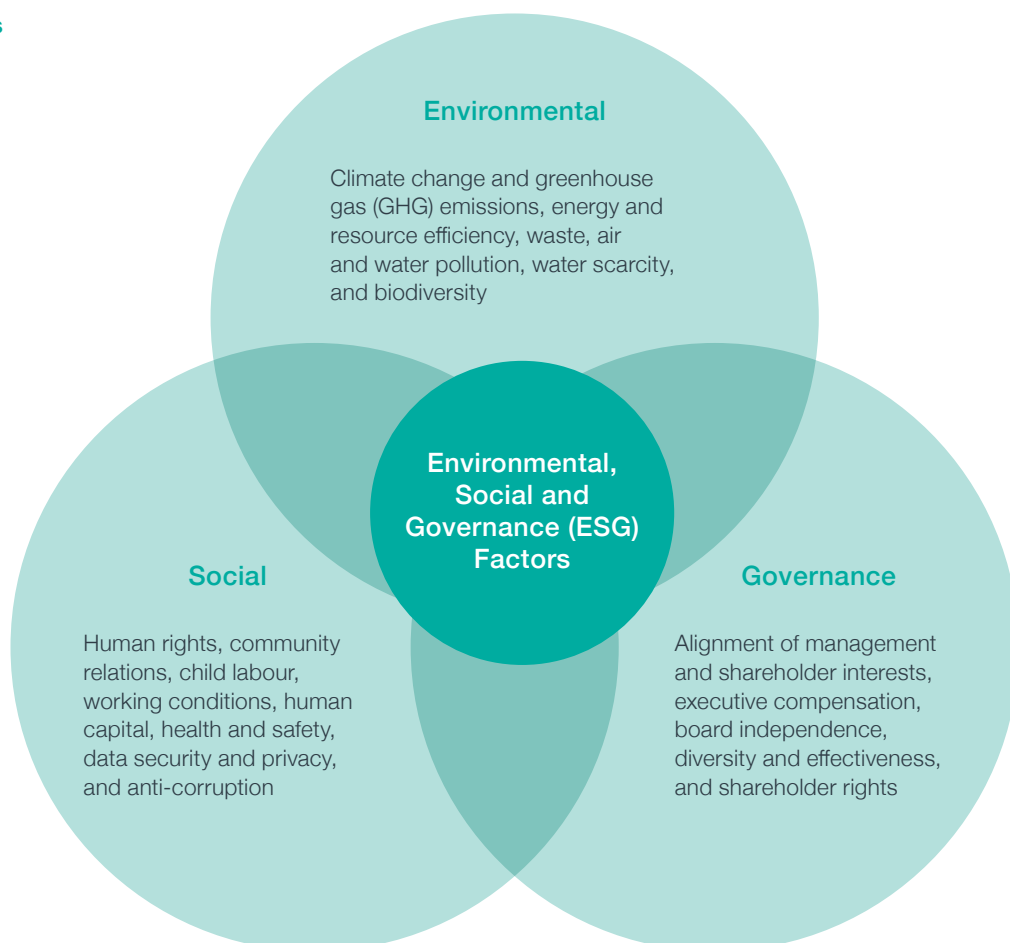 Environmental
Climate change and greenhouse
gas (GHG) emissions, energy and
resource efficiency, waste, air
and water pollution, water scarcity,
and biodiversity
Environmental,
Social and
Governance (ESG)
Factors
Social
Human rights, community
relations, child labour,
working conditions, human
capital, health and safety,
data security and privacy,
and anti-corruption
Governance
Alignment of management
and shareholder interests,
executive compensation,
board independence,
diversity and effectiveness,
and shareholder rights